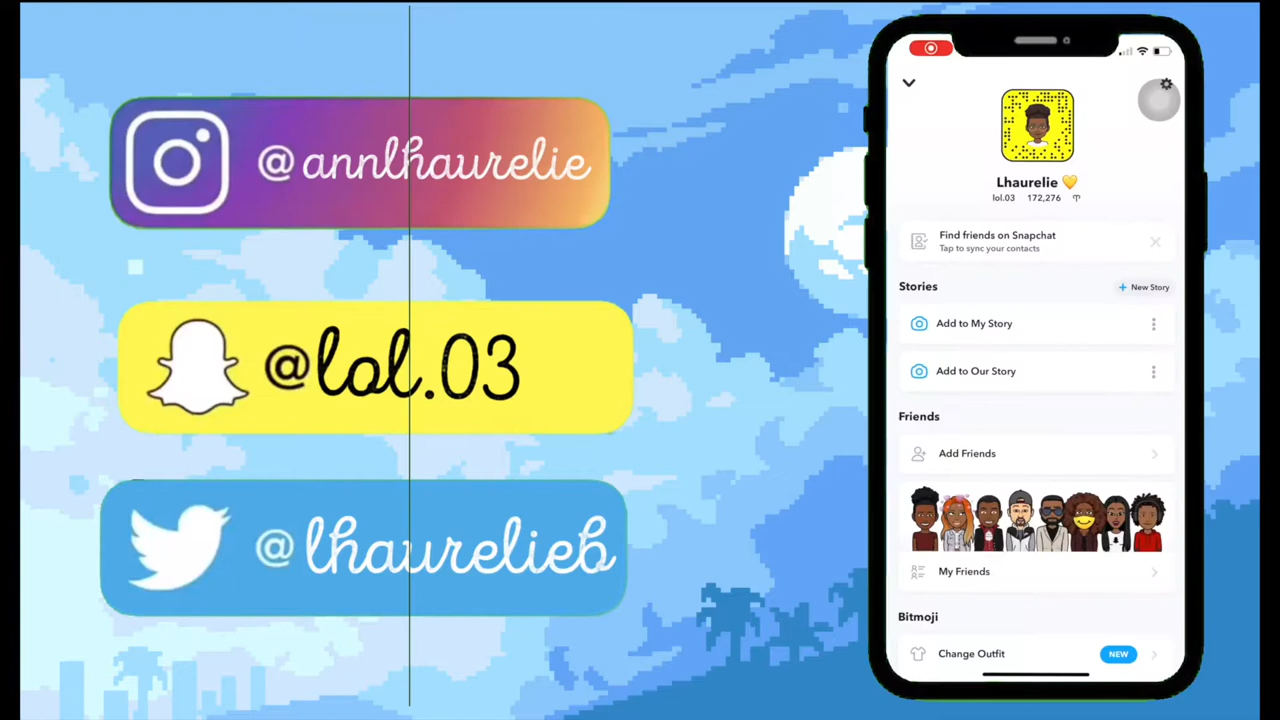 @annlhaurelie
@lol.03
@lhaurelieb
Lhaurelie 💛
lol.03 172,276 ♈
Find friends on Snapchat
Tap to sync your contacts
Stories
+ New Story
Add to My Story
Add to Our Story
Friends
Add Friends
My Friends
Bitmoji
Change Outfit
NEW